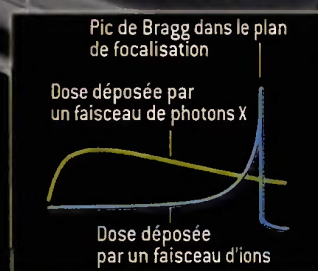 Pic de Bragg dans le plan
de focalisation
Dose déposée par
un faisceau de photons X
Dose déposée
par un faisceau d'ions